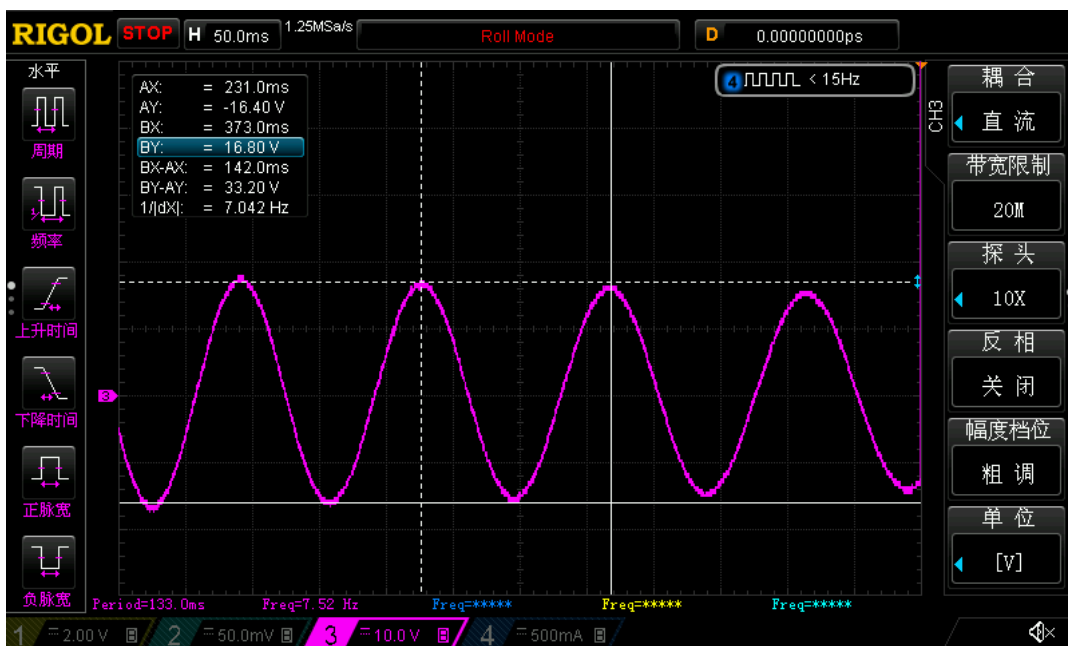 RIGOL STOP H 50.0ms 1.25MSa/s Roll Mode D 0.00000000ps
水平
周期
频率
上升时间
下降时间
正脉宽
负脉宽
AX: = 231.0ms
AY: = -16.40 V
BX: = 373.0ms
BY: = 16.80 V
BX-AX: = 142.0ms
BY-AY: = 33.20 V
1/|dX|: = 7.042 Hz
4 < 15Hz
3
CH3
耦合
直流
带宽限制
20M
探头
10X
反相
关闭
幅度档位
粗调
单位
[V]
Period=133.0ms Freq=7.52 Hz Freq=***** Freq=***** Freq=*****
1 2.00 V B 2 50.0mV B 3 10.0 V B 4 500mA B